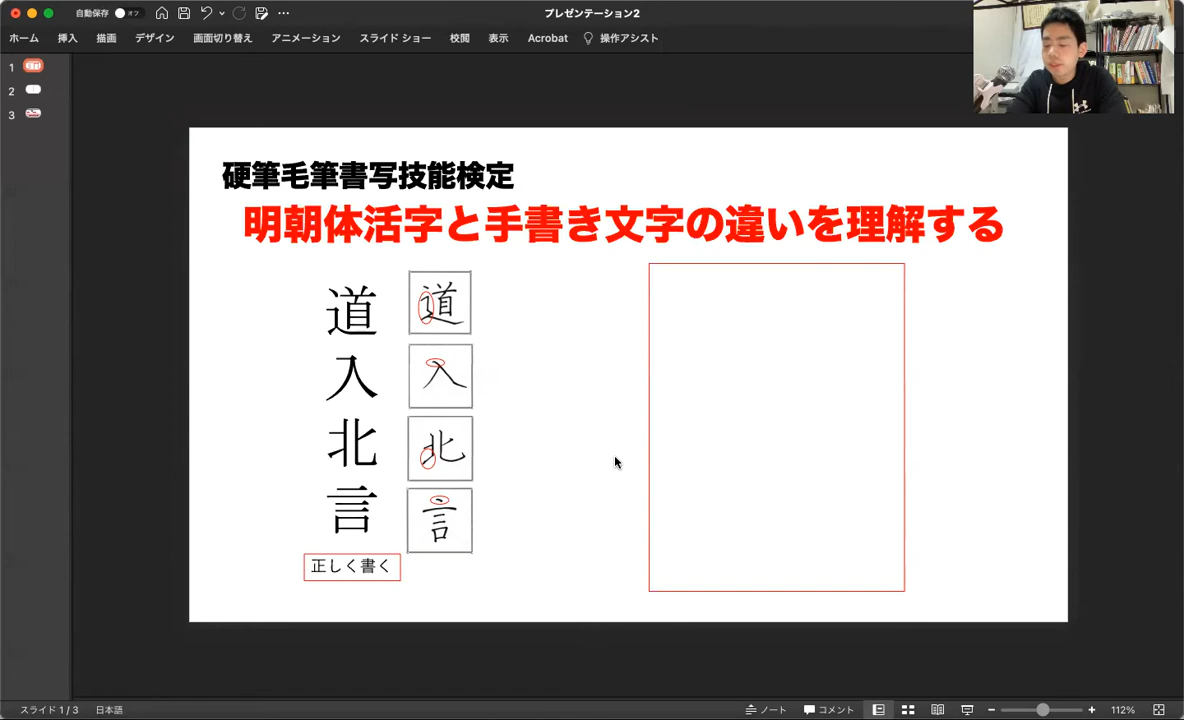 自動保存 オフ
プレゼンテーション2
ホーム 挿入 描画 デザイン 画面切り替え アニメーション スライド ショー 校閲 表示 Acrobat 操作アシスト
1
2
3
硬筆毛筆書写技能検定
明朝体活字と手書き文字の違いを理解する
道 道
入 入
北 北
言 言
正しく書く
スライド 1 / 3 日本語 ノート コメント 112%